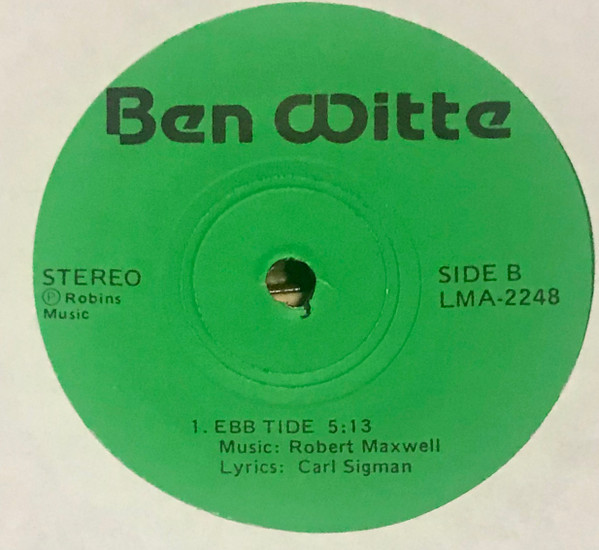 Ben Witte
STEREO
℗ Robins
Music
SIDE B
LMA-2248
1. EBB TIDE 5:13
Music: Robert Maxwell
Lyrics: Carl Sigman